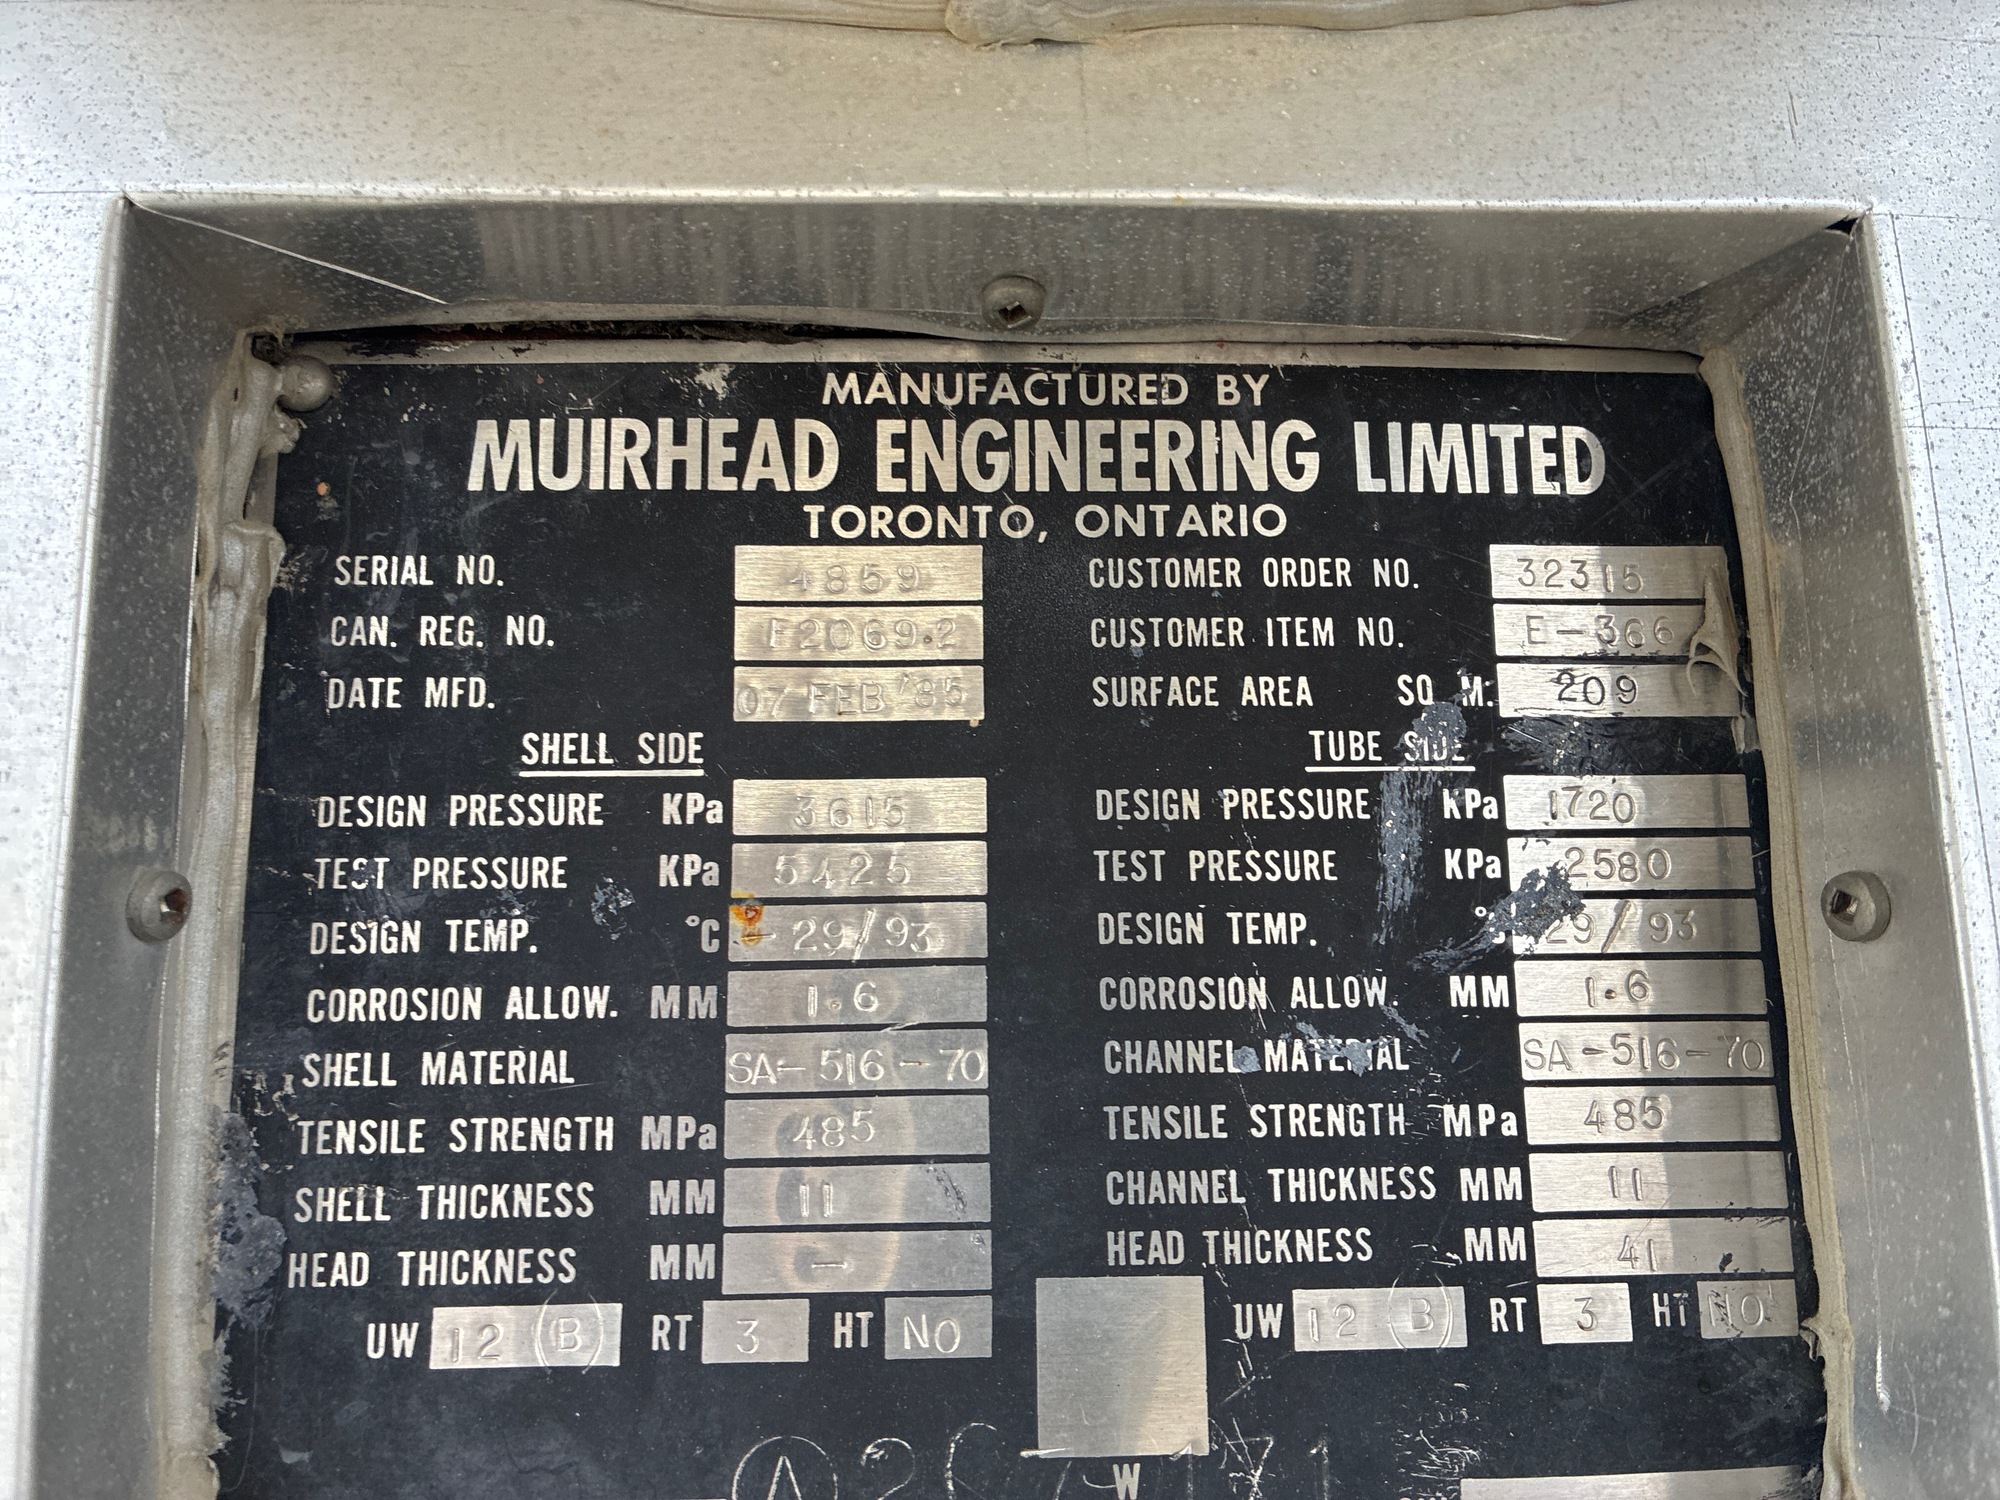 MANUFACTURED BY
MUIRHEAD ENGINEERING LIMITED
TORONTO, ONTARIO
SERIAL NO. 4859 CUSTOMER ORDER NO. 32315
CAN. REG. NO. F2069.2 CUSTOMER ITEM NO. E-366
DATE MFD. 07 FEB '85 SURFACE AREA SQ M. 209
SHELL SIDE TUBE SIDE
DESIGN PRESSURE KPa 3615 DESIGN PRESSURE KPa 1720
TEST PRESSURE KPa 5425 TEST PRESSURE KPa 2580
DESIGN TEMP. °C -29/93 DESIGN TEMP. 29/93
CORROSION ALLOW. MM 1.6 CORROSION ALLOW. MM 1.6
SHELL MATERIAL SA-516-70 CHANNEL MATERIAL SA-516-70
TENSILE STRENGTH MPa 485 TENSILE STRENGTH MPa 485
SHELL THICKNESS MM 11 CHANNEL THICKNESS MM 11
HEAD THICKNESS MM - HEAD THICKNESS MM 41
UW 12 (B) RT 3 HT NO UW 12 (B) RT 3 HT NO
A
W